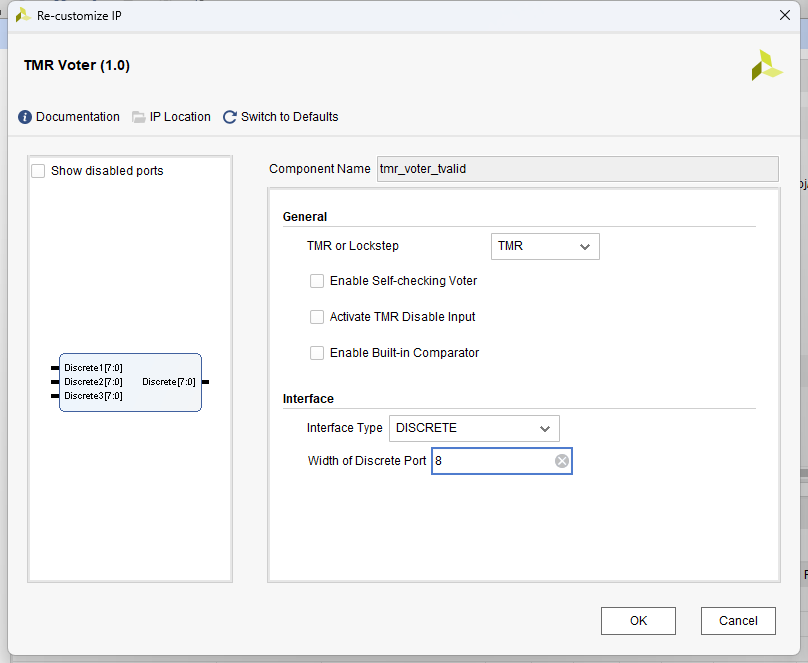 Re-customize IP
TMR Voter (1.0)
Documentation IP Location Switch to Defaults
Show disabled ports
Discrete1[7:0]
Discrete2[7:0] Discrete[7:0]
Discrete3[7:0]
Component Name tmr_voter_tvalid
General
TMR or Lockstep TMR
Enable Self-checking Voter
Activate TMR Disable Input
Enable Built-in Comparator
Interface
Interface Type DISCRETE
Width of Discrete Port 8
OK Cancel